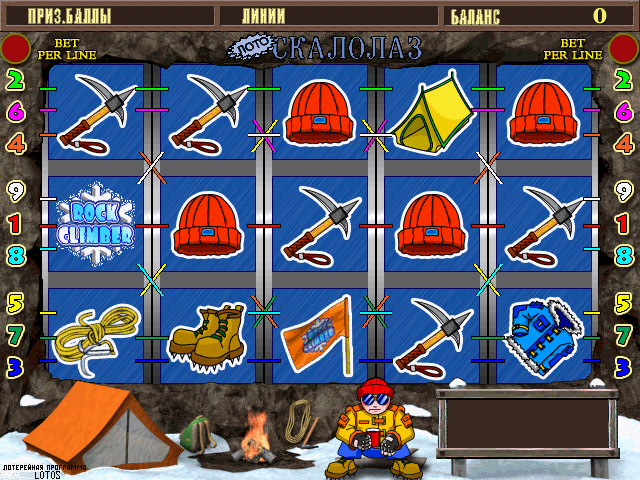 ПРИЗ.БАЛЛЫ ЛИНИИ БАЛАНС 0
BET PER LINE
ЛОТО СКАЛОЛАЗ
BET PER LINE
2 2
6 6
4 4
9 9
ROCK CLIMBER
1 1
8 8
5 5
7 7
3 3
ЛОТЕРЕЙНАЯ ПРОГРАММА
LOTOS